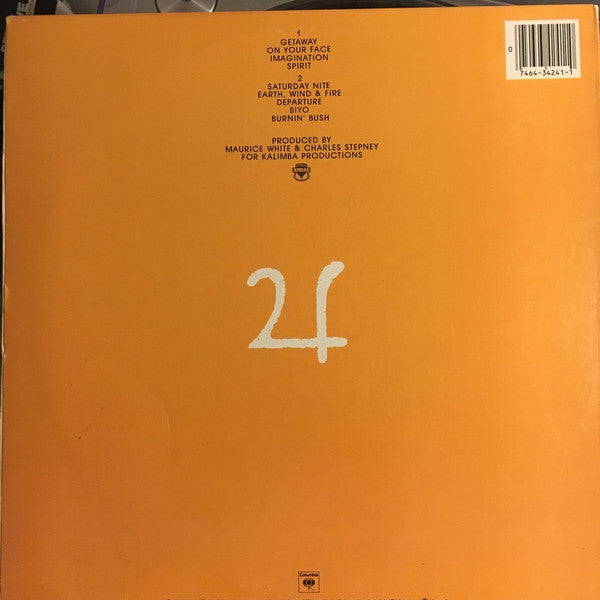 1
GETAWAY
ON YOUR FACE
IMAGINATION
SPIRIT
2
SATURDAY NITE
EARTH, WIND & FIRE
DEPARTURE
BIYO
BURNIN' BUSH
PRODUCED BY
MAURICE WHITE & CHARLES STEPNEY
FOR KALIMBA PRODUCTIONS
0
7464-34241-1
Columbia